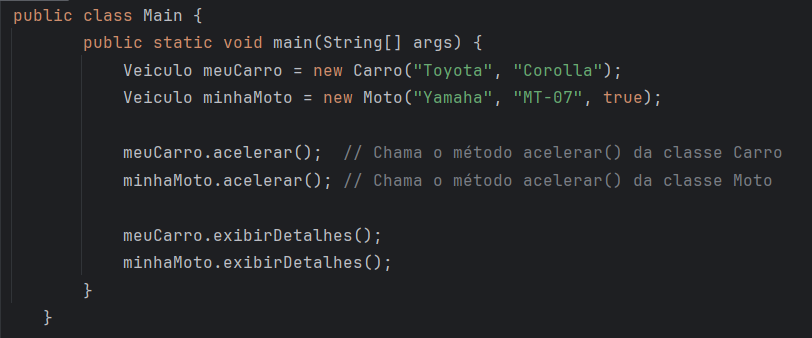 public class Main {
public static void main(String[] args) {
Veiculo meuCarro = new Carro("Toyota", "Corolla");
Veiculo minhaMoto = new Moto("Yamaha", "MT-07", true);
meuCarro.acelerar();  // Chama o método acelerar() da classe Carro
minhaMoto.acelerar(); // Chama o método acelerar() da classe Moto
meuCarro.exibirDetalhes();
minhaMoto.exibirDetalhes();
}
}